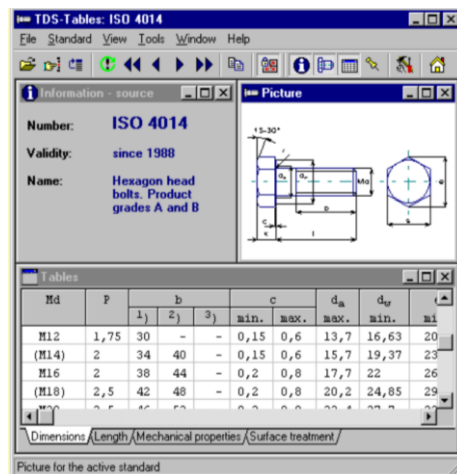 TDS-Tables: ISO 4014
File Standard View Tools Window Help
Information - source
Number: ISO 4014
Validity: since 1988
Name: Hexagon head
bolts. Product
grades A and B
Picture
15-30°
Tables
Md P b c da dw
1) 2) 3) min. max. max. min.
M12 1,75 30 - - 0,15 0,6 13,7 16,63 20
(M14) 2 34 40 - 0,15 0,6 15,7 19,37 23
M16 2 38 44 - 0,2 0,8 17,7 22 26
(M18) 2,5 42 48 - 0,2 0,8 20,2 24,85 29
Dimensions Length Mechanical properties Surface treatment
Picture for the active standard